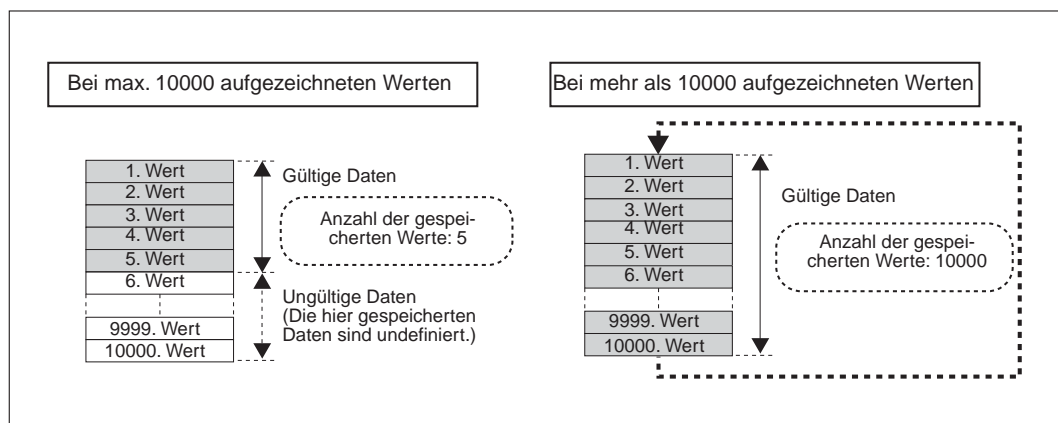 Bei max. 10000 aufgezeichneten Werten
1. Wert
2. Wert
3. Wert
4. Wert
5. Wert
6. Wert
9999. Wert
10000. Wert
Gültige Daten
Anzahl der gespei-
cherten Werte: 5
Ungültige Daten
(Die hier gespeicherten
Daten sind undefiniert.)
Bei mehr als 10000 aufgezeichneten Werten
1. Wert
2. Wert
3. Wert
4. Wert
5. Wert
6. Wert
9999. Wert
10000. Wert
Gültige Daten
Anzahl der gespei-
cherten Werte: 10000